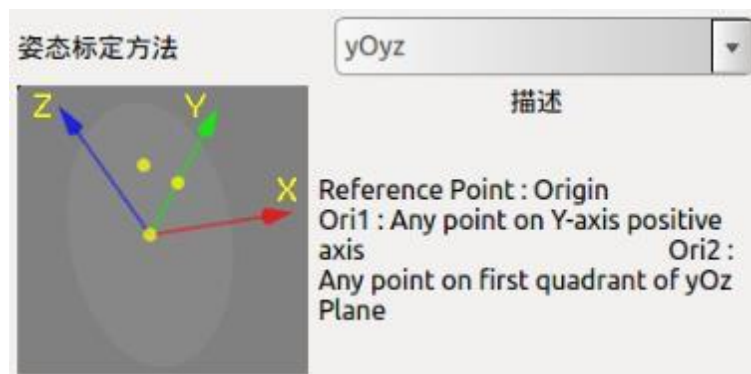 姿态标定方法
yOyz
描述
Z
Y
X
Reference Point : Origin
Ori1 : Any point on Y-axis positive
axis Ori2 :
Any point on first quadrant of yOz
Plane